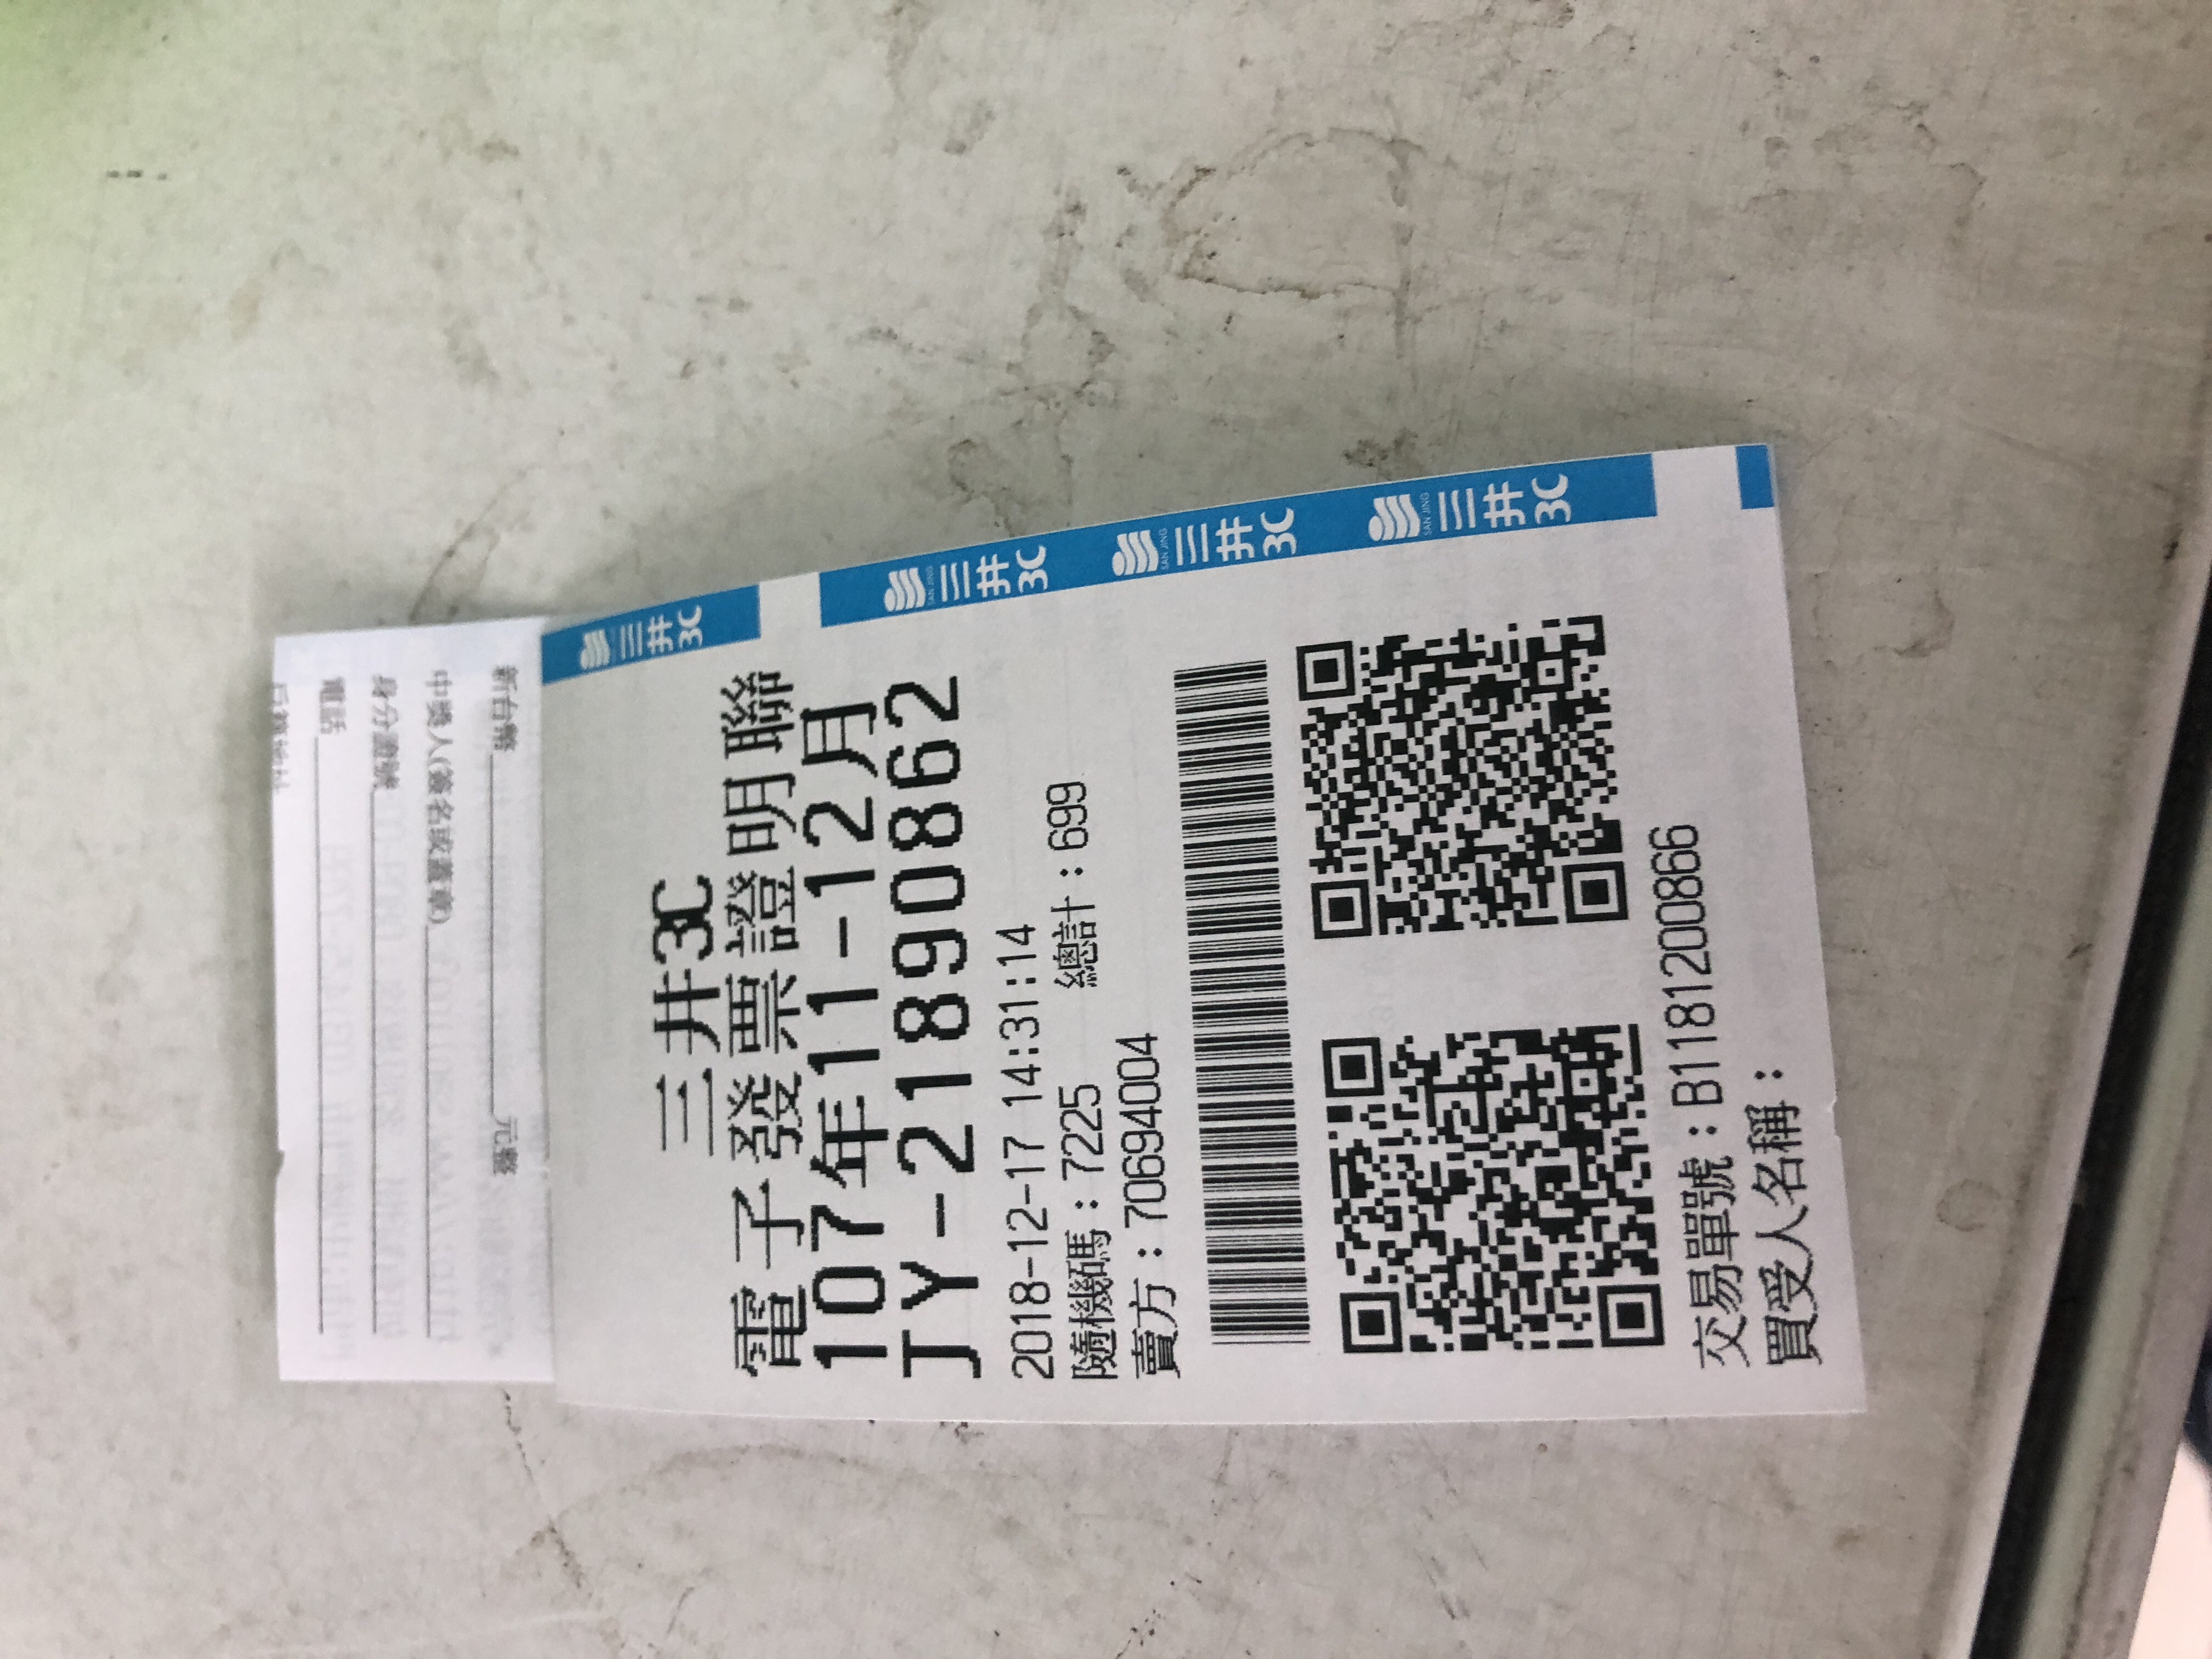 電話
身分證號
中獎人(簽名或蓋章)
新台幣 元整
三井3C
電子發票證明聯
107年11-12月
JY-21890862
2018-12-17 14:31:14
隨機碼：7225 總計：699
賣方：70694004
交易單號：B1181200866
買受人名稱：
三井3C
SAN JING
三井3C
SAN JING
三井3C
SAN JING
三井3C